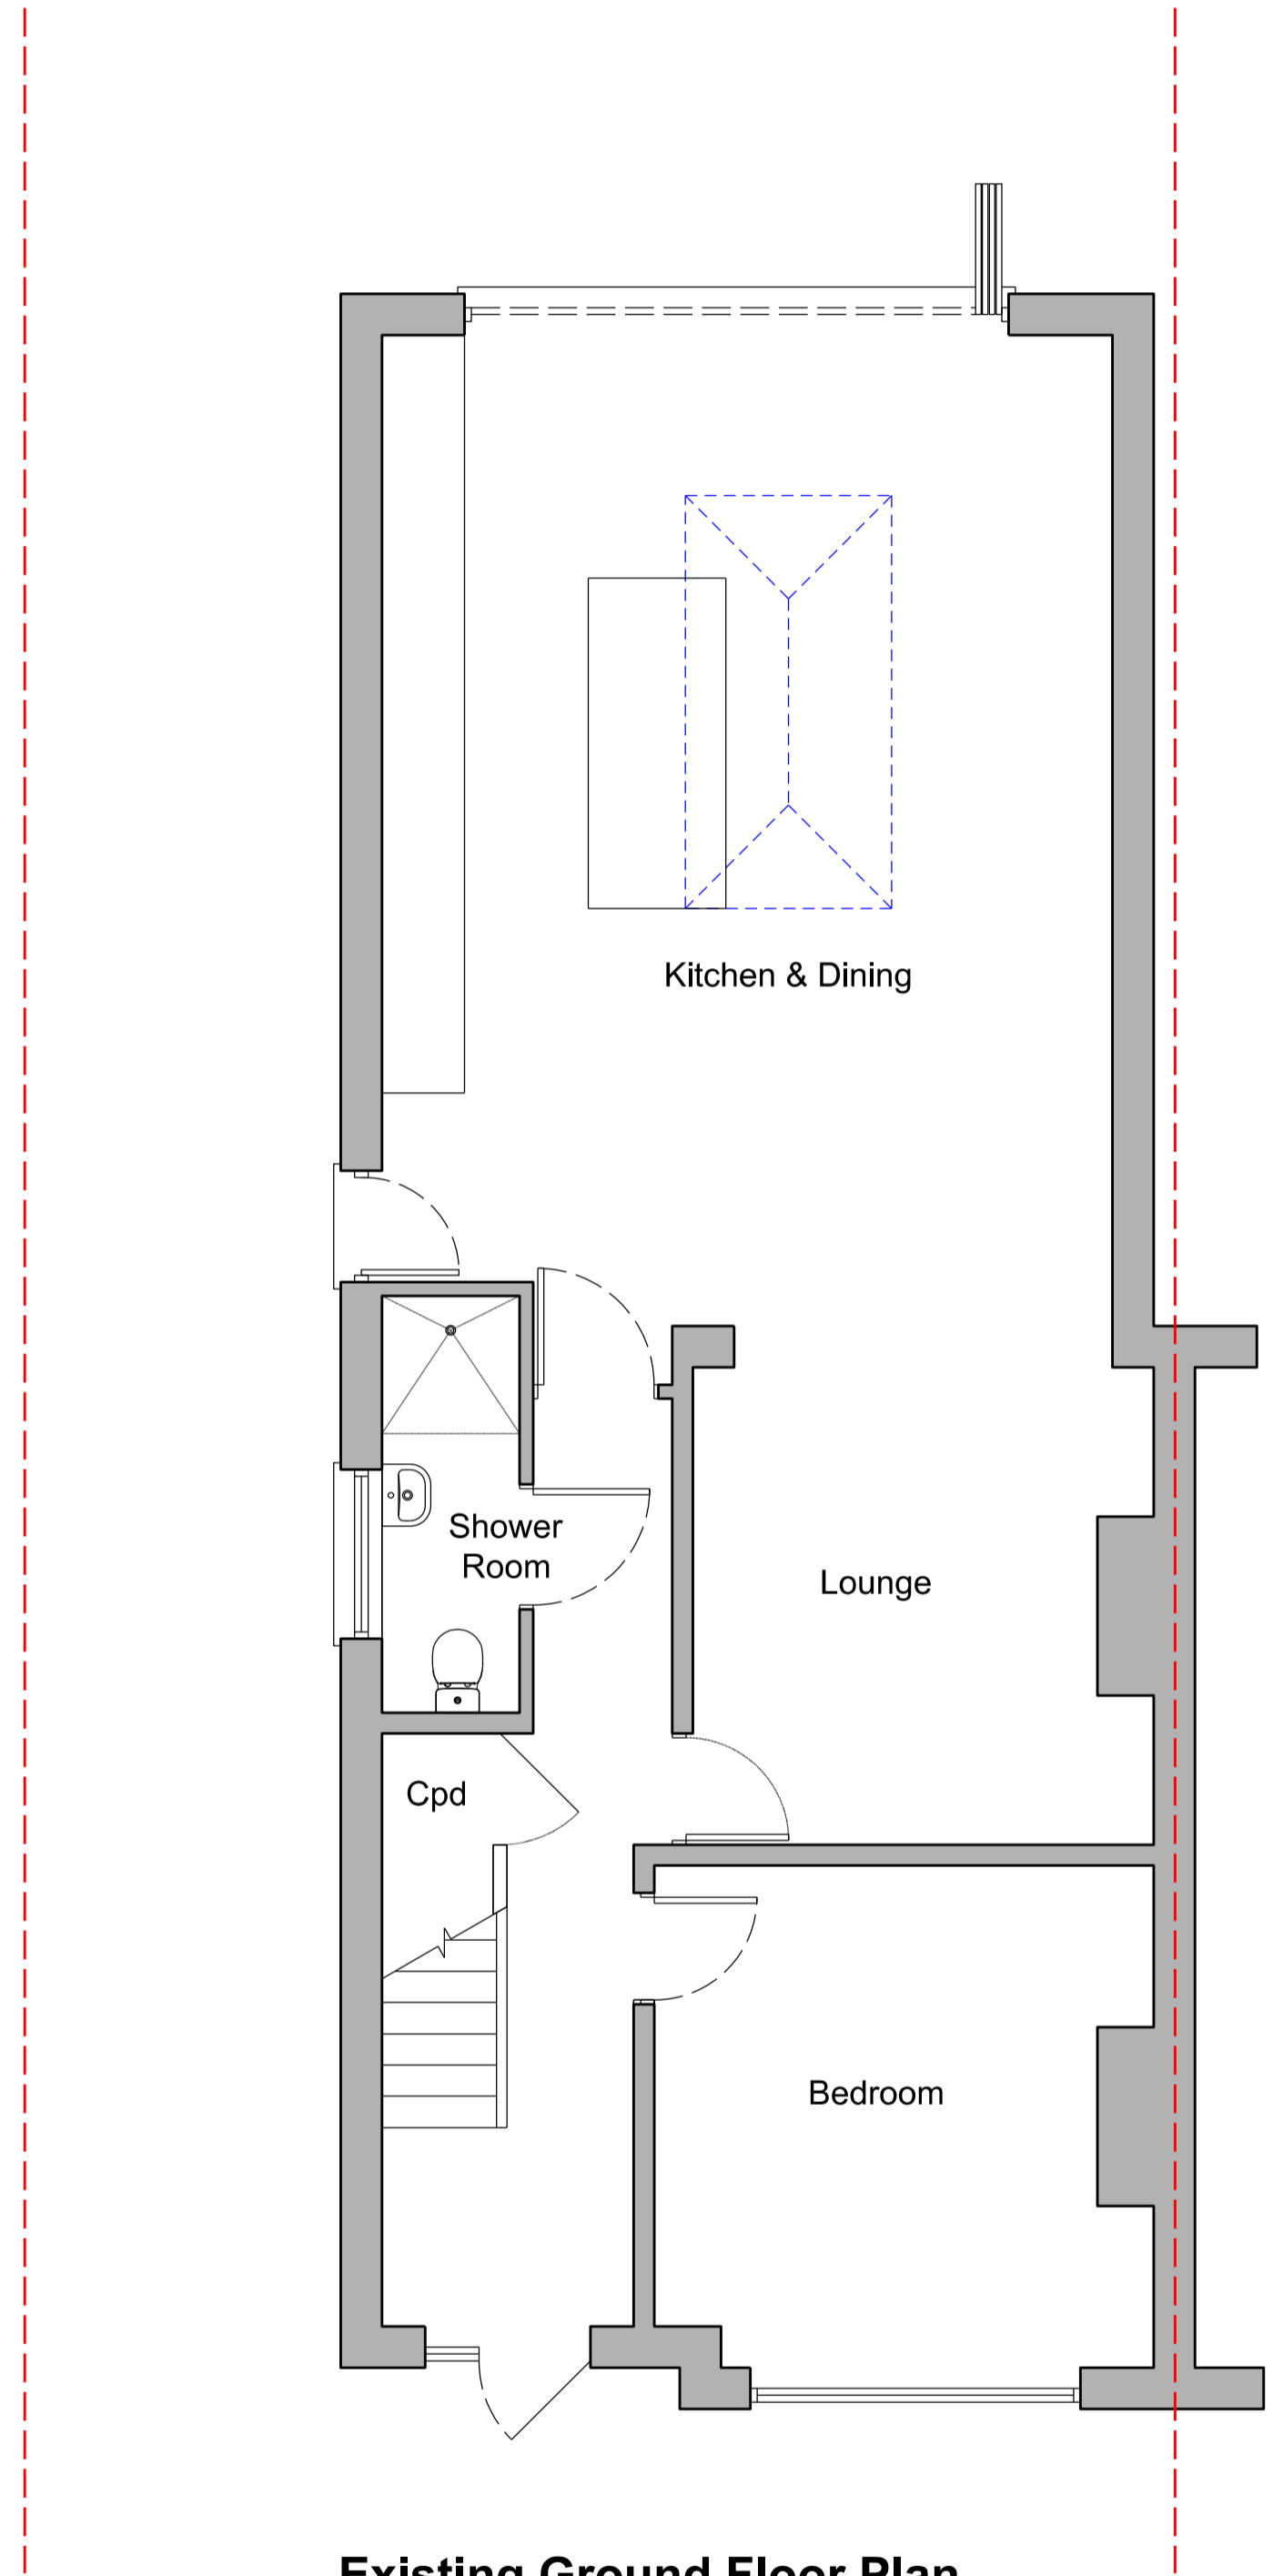 Kitchen & Dining
Shower
Room
Lounge
Cpd
Bedroom
Existing Ground Floor Plan